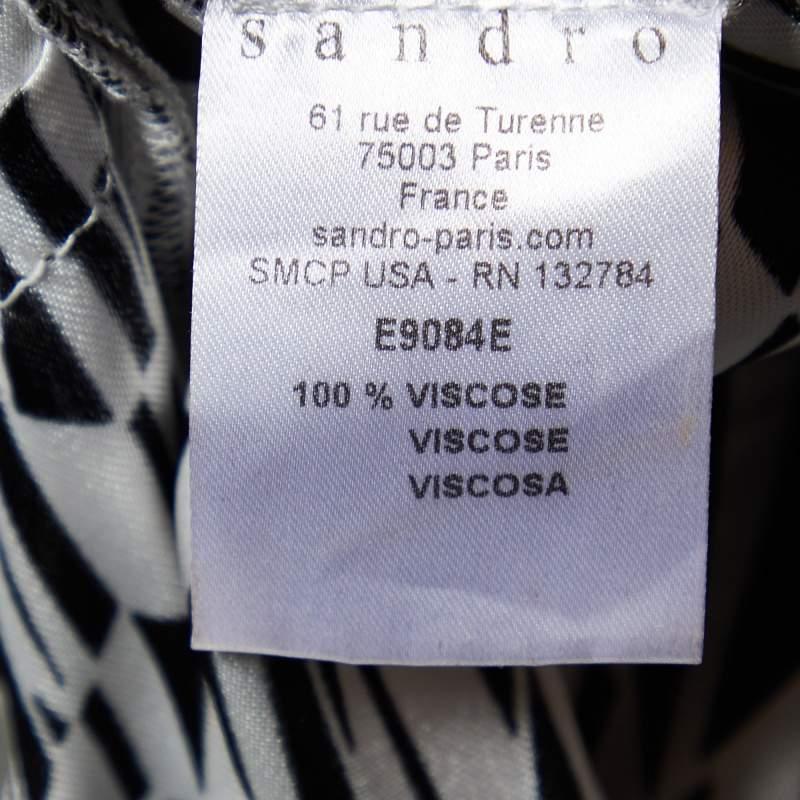 sandro
61 rue de Turenne
75003 Paris
France
sandro-paris.com
SMCP USA - RN 132784
E9084E
100 % VISCOSE
VISCOSE
VISCOSA